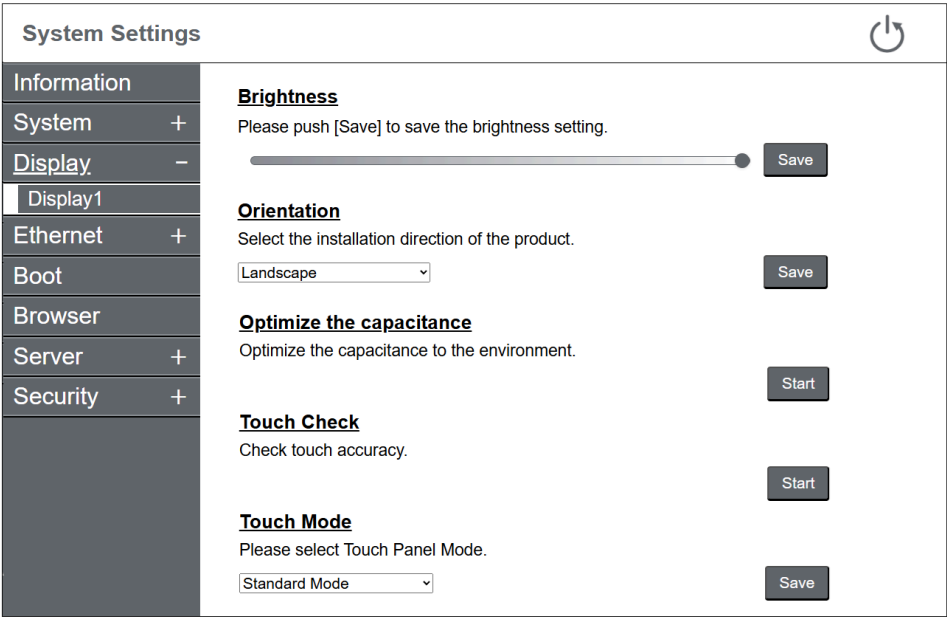 System Settings
Information
System +
Display −
Display1
Ethernet +
Boot
Browser
Server +
Security +
Brightness
Please push [Save] to save the brightness setting.
Save
Orientation
Select the installation direction of the product.
Landscape
Save
Optimize the capacitance
Optimize the capacitance to the environment.
Start
Touch Check
Check touch accuracy.
Start
Touch Mode
Please select Touch Panel Mode.
Standard Mode
Save